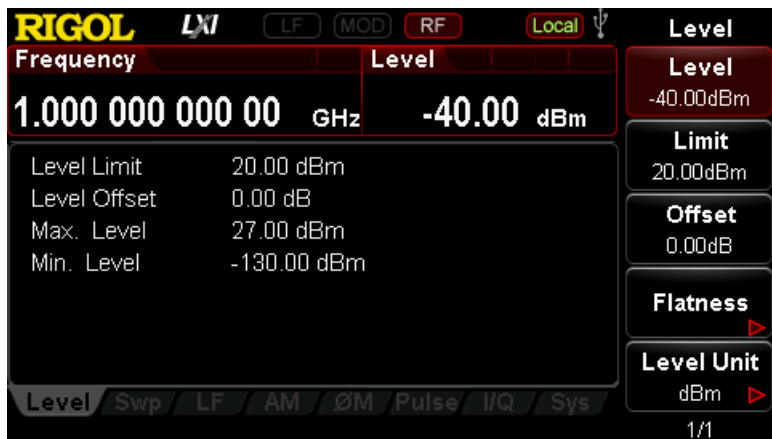 RIGOL LXI LF MOD RF Local Level
Frequency Level
1.000 000 000 00 GHz -40.00 dBm
Level Limit 20.00 dBm
Level Offset 0.00 dB
Max. Level 27.00 dBm
Min. Level -130.00 dBm
Level Swp LF AM ØM Pulse I/Q Sys
Level
-40.00dBm
Limit
20.00dBm
Offset
0.00dB
Flatness
Level Unit
dBm
1/1